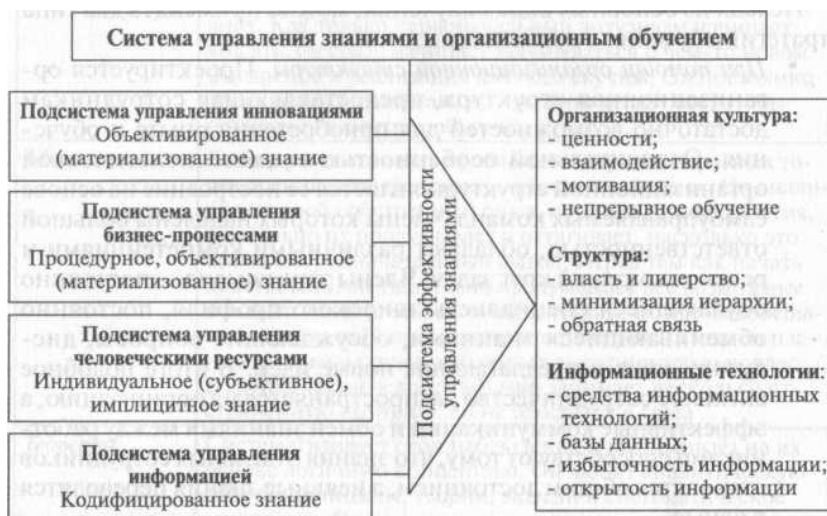 Система управления знаниями и организационным обучением
Подсистема управления инновациями
Объективированное
(материализованное) знание
Подсистема управления
бизнес-процессами
Процедурное, объективированное
(материализованное) знание
Подсистема управления
человеческими ресурсами
Индивидуальное (субъективное),
имплицитное знание
Подсистема управления
информацией
Кодифицированное знание
Подсистема эффективности
управления знаниями
Организационная культура:
- ценности;
- взаимодействие;
- мотивация;
- непрерывное обучение
Структура:
- власть и лидерство:
- минимизация иерархии;
- обратная связь
Информационные технологии:
- средства информационных
технологий;
- базы данных;
- избыточность информации;
- открытость информации